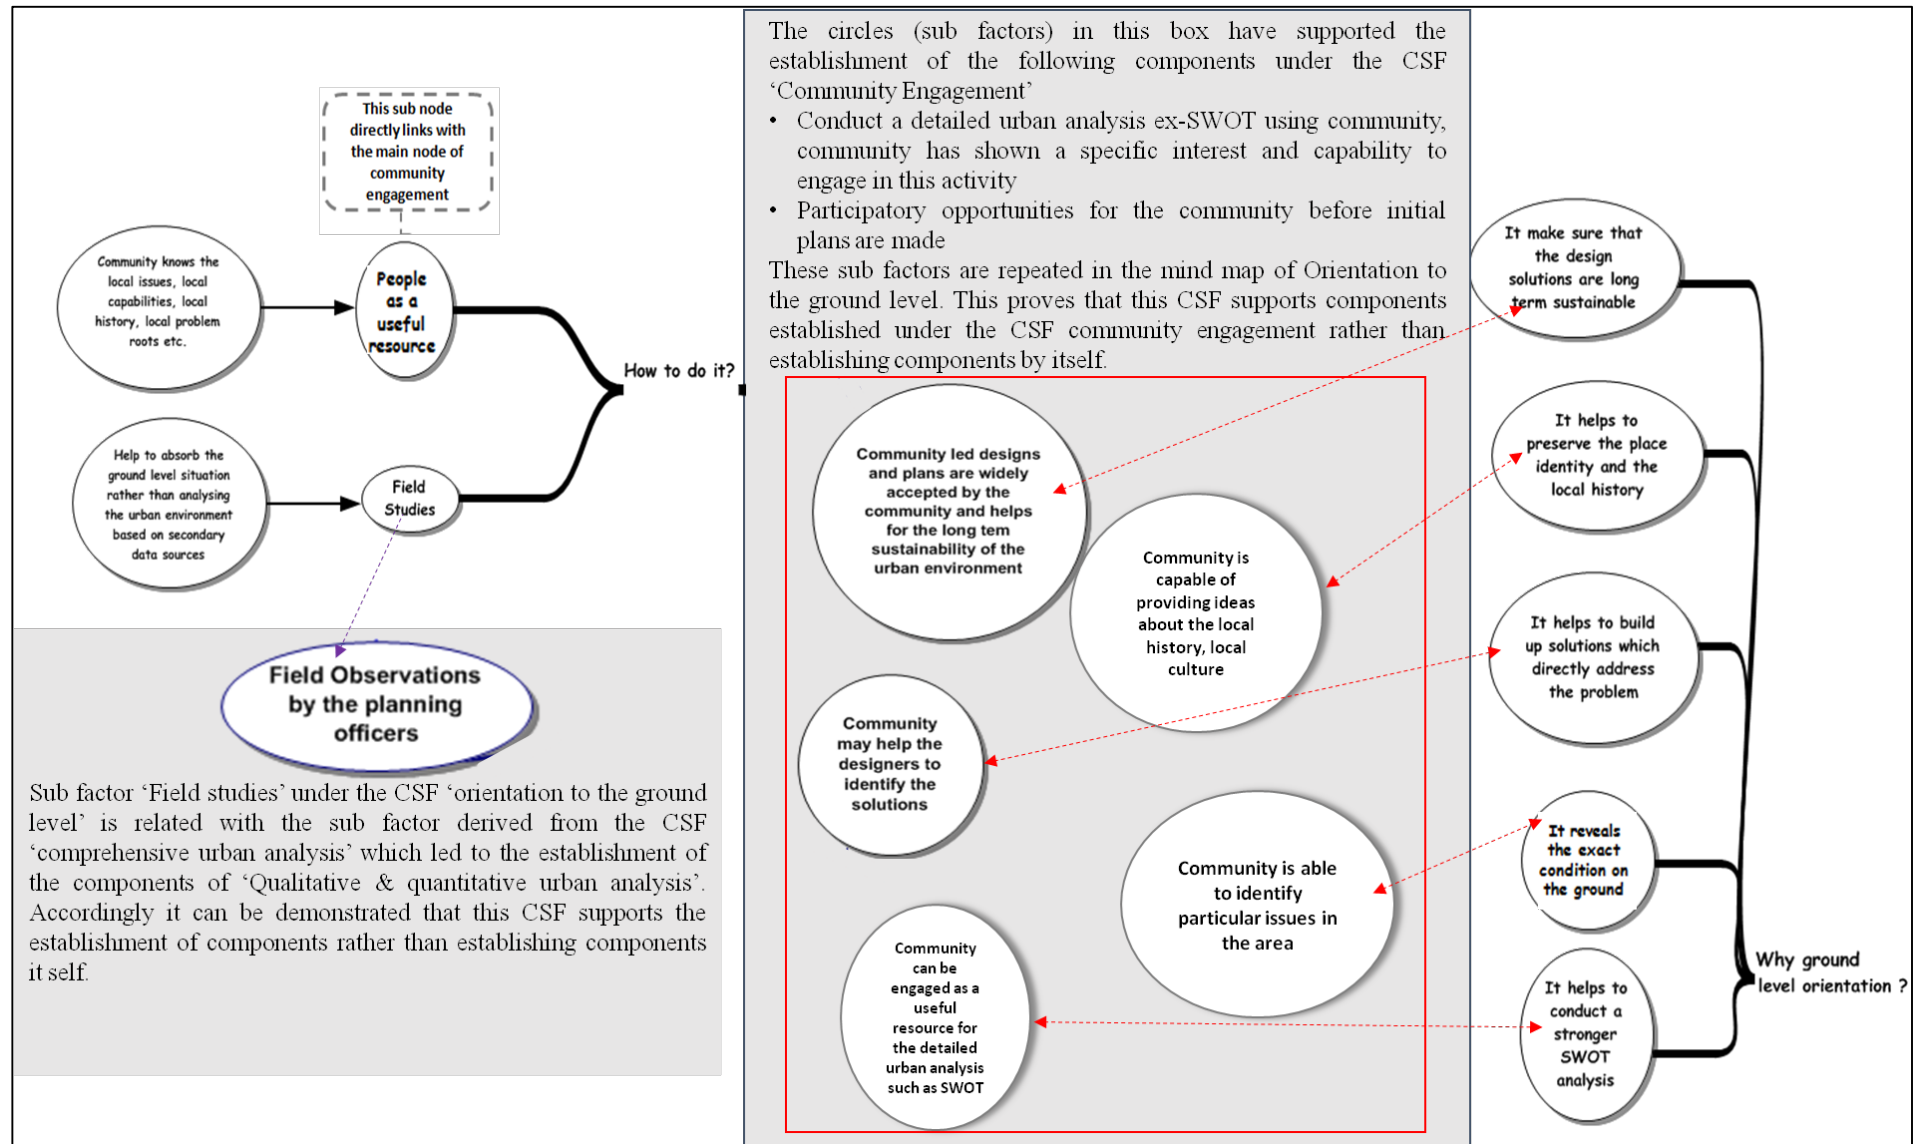 This sub node
directly links with
the main node of
community
engagement
Community knows the
local issues, local
capabilities, local
history, local problem
roots etc.
People
as a
useful
resource
How to do it?
Help to absorb the
ground level situation
rather than analysing
the urban environment
based on secondary
data sources
Field
Studies
Field Observations
by the planning
officers
Sub factor ‘Field studies’ under the CSF ‘orientation to the ground
level’ is related with the sub factor derived from the CSF
‘comprehensive urban analysis’ which led to the establishment of
the components of ‘Qualitative & quantitative urban analysis’.
Accordingly it can be demonstrated that this CSF supports the
establishment of components rather than establishing components
it self.
The circles (sub factors) in this box have supported the
establishment of the following components under the CSF
‘Community Engagement’
• Conduct a detailed urban analysis ex-SWOT using community,
community has shown a specific interest and capability to
engage in this activity
• Participatory opportunities for the community before initial
plans are made
These sub factors are repeated in the mind map of Orientation to
the ground level. This proves that this CSF supports components
established under the CSF community engagement rather than
establishing components by itself.
Community led designs
and plans are widely
accepted by the
community and helps
for the long tem
sustainability of the
urban environment
Community is
capable of
providing ideas
about the local
history, local
culture
Community
may help the
designers to
identify the
solutions
Community is able
to identify
particular issues in
the area
Community
can be
engaged as a
useful
resource for
the detailed
urban analysis
such as SWOT
It make sure that
the design
solutions are long
term sustainable
It helps to
preserve the place
identity and the
local history
It helps to build
up solutions which
directly address
the problem
It reveals
the exact
condition on
the ground
It helps to
conduct a
stronger
SWOT
analysis
Why ground
level orientation ?